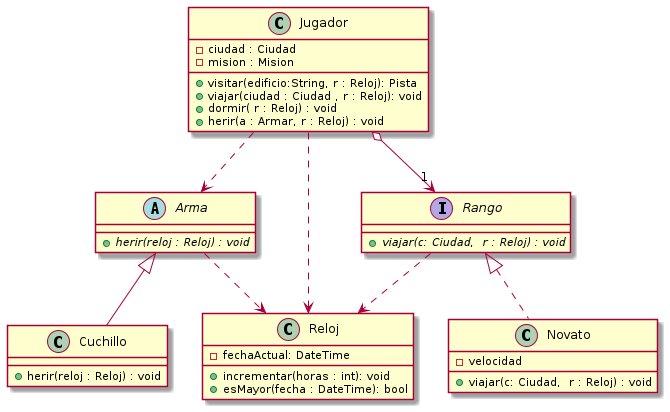 C Jugador
ciudad : Ciudad
mision : Mision
visitar(edificio:String, r : Reloj): Pista
viajar(ciudad : Ciudad , r : Reloj): void
dormir( r : Reloj) : void
herir(a : Armar, r : Reloj) : void
1
A Arma
herir(reloj : Reloj) : void
I Rango
viajar(c: Ciudad,  r : Reloj) : void
C Cuchillo
herir(reloj : Reloj) : void
C Reloj
fechaActual: DateTime
incrementar(horas : int): void
esMayor(fecha : DateTime): bool
C Novato
velocidad
viajar(c: Ciudad,  r : Reloj) : void